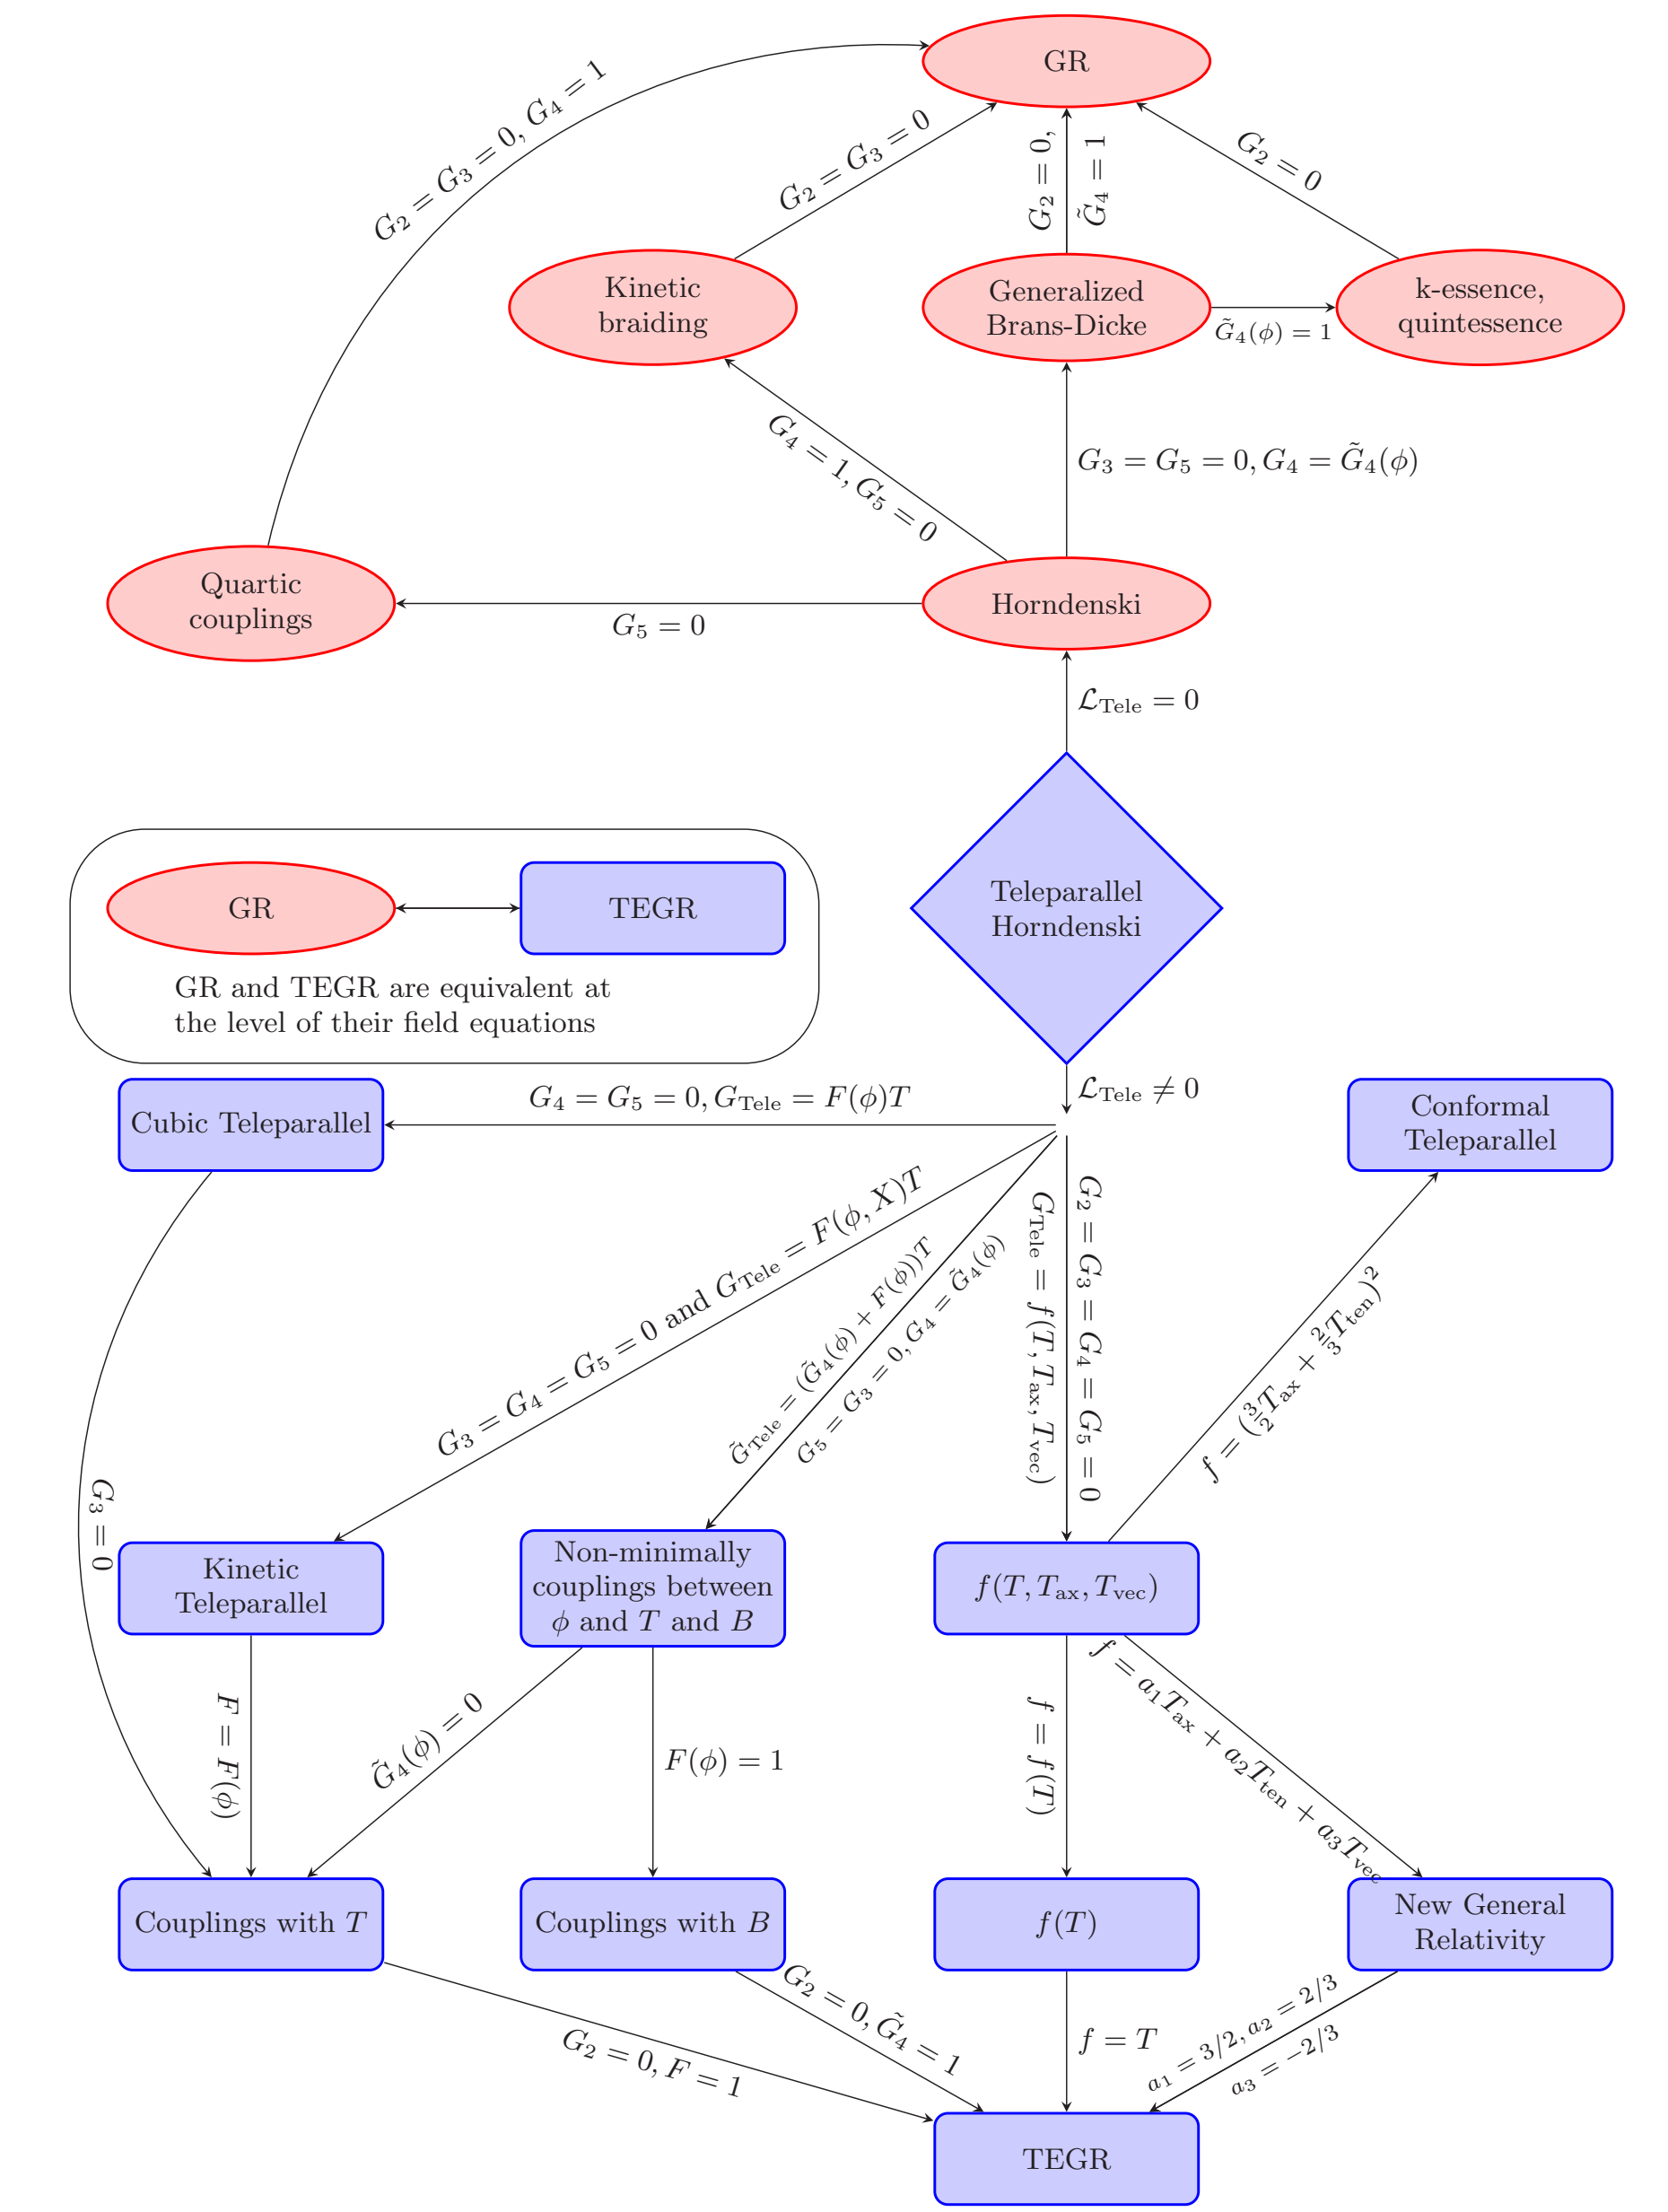 GR
G₂ = G₃ = 0, G₄ = 1
G₂ = G₃ = 0
G₂ = 0,
G̃₄ = 1
G₂ = 0
Kinetic
braiding
Generalized
Brans-Dicke
G̃₄(ϕ) = 1
k-essence,
quintessence
G₄ = 1, G₅ = 0
G₃ = G₅ = 0, G₄ = G̃₄(ϕ)
Quartic
couplings
G₅ = 0
Horndenski
ℒ_Tele = 0
Teleparallel
Horndenski
GR
TEGR
GR and TEGR are equivalent at
the level of their field equations
ℒ_Tele ≠ 0
G₄ = G₅ = 0, G_Tele = F(ϕ)T
Cubic Teleparallel
Conformal
Teleparallel
G₃ = G₄ = G₅ = 0 and G_Tele = F(ϕ, X)T
G̃_Tele = (G̃₄(ϕ) + F(ϕ))T
G₅ = G₃ = 0, G₄ = G̃₄(ϕ)
G_Tele = f(T, T_ax, T_vec)
G₂ = G₃ = G₄ = G₅ = 0
f = (3/2 T_ax + 2/3 T_ten)²
G₃ = 0
Kinetic
Teleparallel
Non-minimally
couplings between
ϕ and T and B
f(T, T_ax, T_vec)
F = F(ϕ)
G̃₄(ϕ) = 0
F(ϕ) = 1
f = f(T)
f = a₁T_ax + a₂T_ten + a₃T_vec
Couplings with T
Couplings with B
f(T)
New General
Relativity
G₂ = 0, F = 1
G₂ = 0, G̃₄ = 1
f = T
a₁ = 3/2, a₂ = 2/3
a₃ = −2/3
TEGR